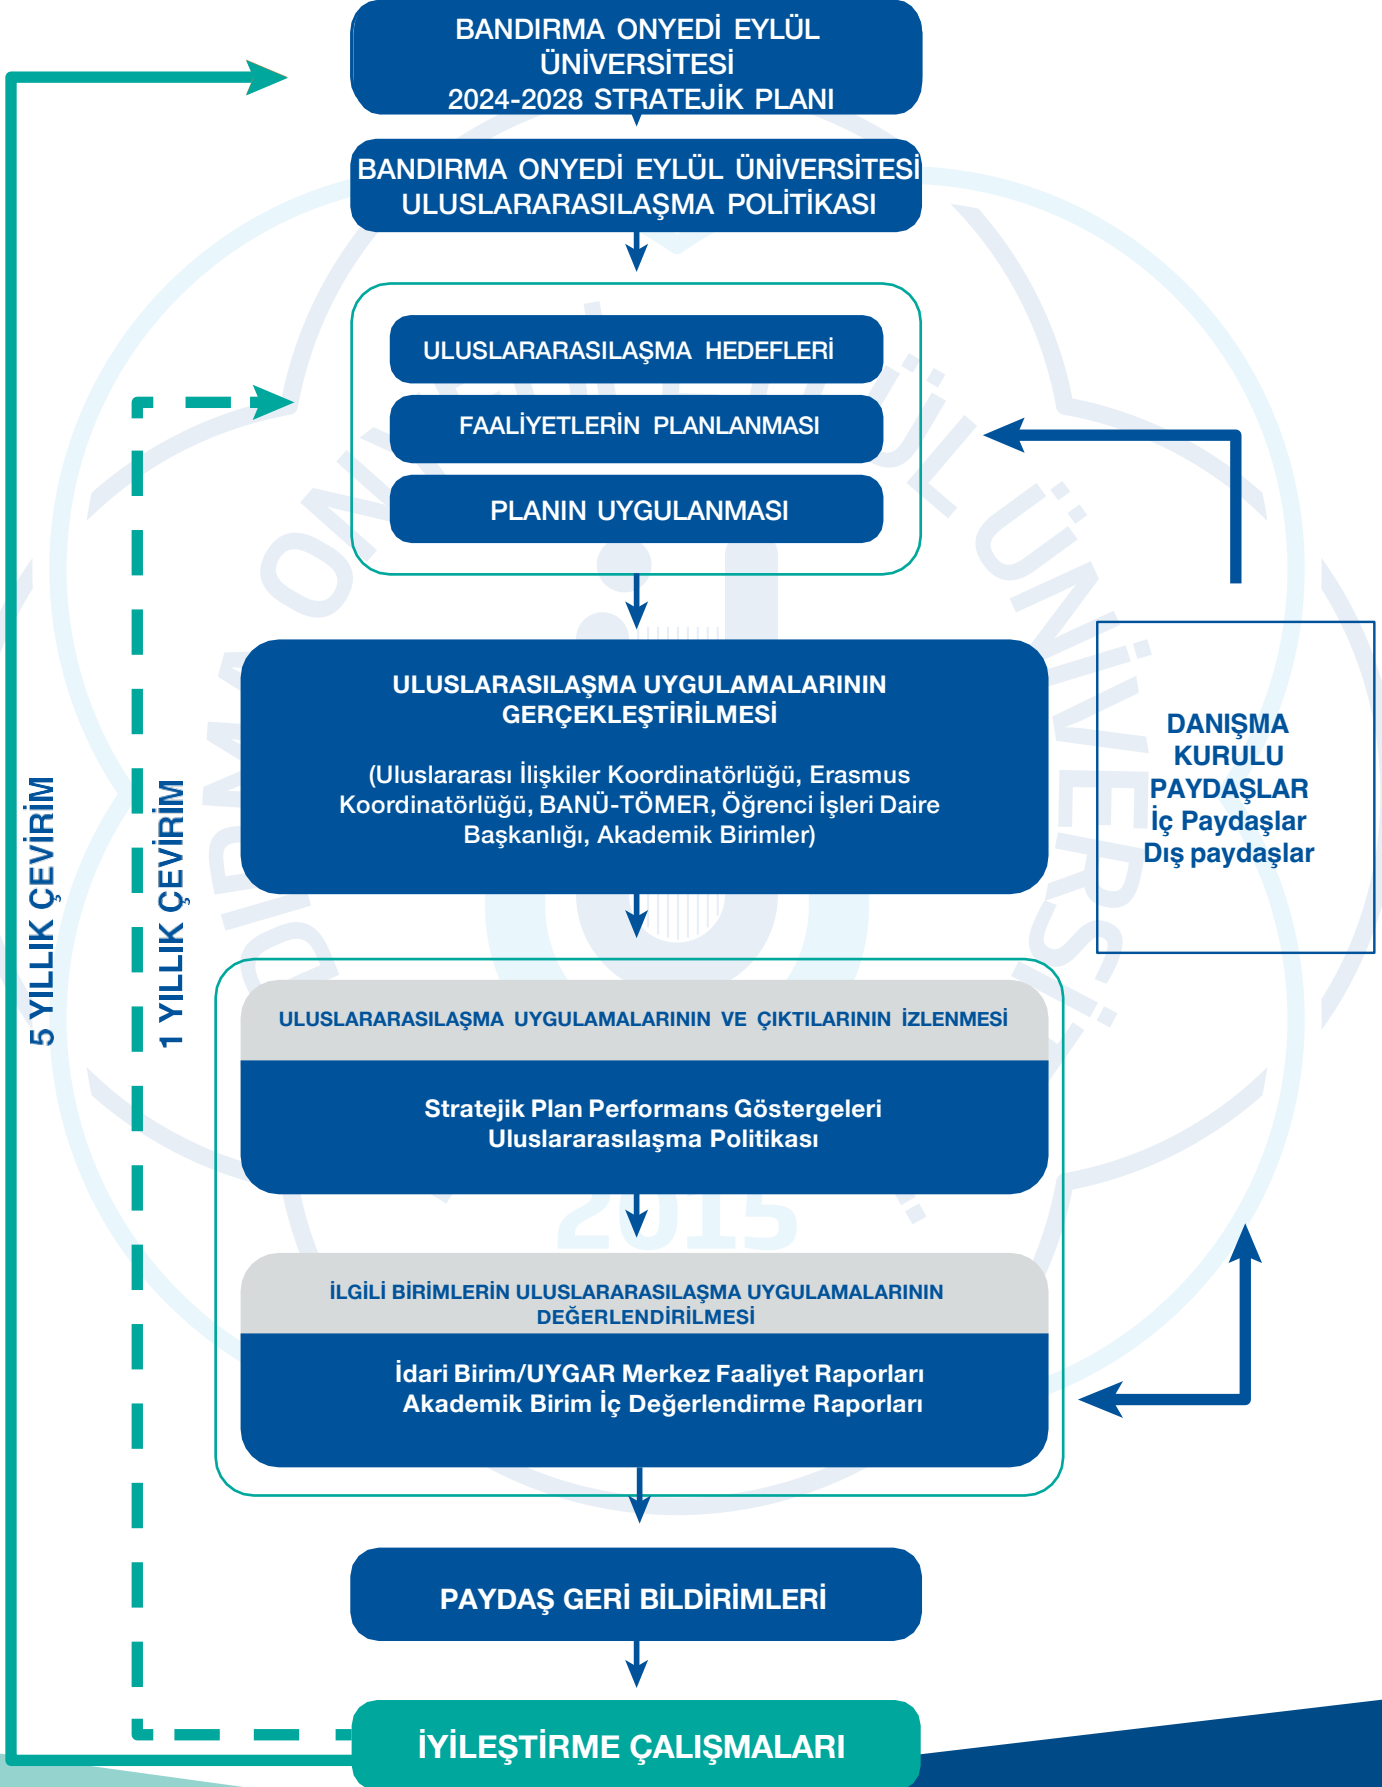 BANDIRMA ONYEDİ EYLÜL
ÜNİVERSİTESİ
2024-2028 STRATEJİK PLANI
BANDIRMA ONYEDİ EYLÜL ÜNİVERSİTESİ
ULUSLARARASILAŞMA POLİTİKASI
ULUSLARARASILAŞMA HEDEFLERİ
FAALİYETLERİN PLANLANMASI
PLANIN UYGULANMASI
ULUSLARASILAŞMA UYGULAMALARININ
GERÇEKLEŞTİRİLMESİ
(Uluslararası İlişkiler Koordinatörlüğü, Erasmus
Koordinatörlüğü, BANÜ-TÖMER, Öğrenci İşleri Daire
Başkanlığı, Akademik Birimler)
DANIŞMA
KURULU
PAYDAŞLAR
İç Paydaşlar
Dış paydaşlar
5 YILLIK ÇEVİRİM
1 YILLIK ÇEVİRİM
ULUSLARARASILAŞMA UYGULAMALARININ VE ÇIKTILARININ İZLENMESİ
Stratejik Plan Performans Göstergeleri
Uluslararasılaşma Politikası
2015
İLGİLİ BİRİMLERİN ULUSLARARASILAŞMA UYGULAMALARININ
DEĞERLENDİRİLMESİ
İdari Birim/UYGAR Merkez Faaliyet Raporları
Akademik Birim İç Değerlendirme Raporları
PAYDAŞ GERİ BİLDİRİMLERİ
İYİLEŞTİRME ÇALIŞMALARI